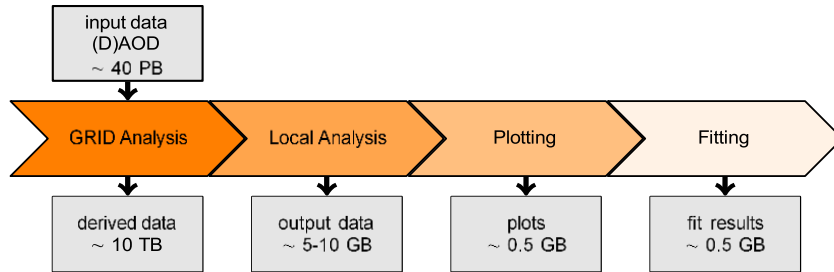 input data
(D)AOD
~ 40 PB
GRID Analysis
Local Analysis
Plotting
Fitting
derived data
~ 10 TB
output data
~ 5-10 GB
plots
~ 0.5 GB
fit results
~ 0.5 GB